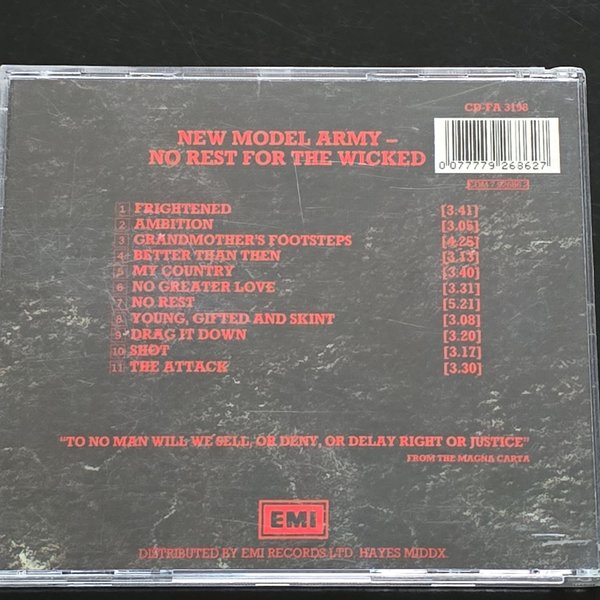 CD-FA 3198
NEW MODEL ARMY –
NO REST FOR THE WICKED
0 077779 268627
1 FRIGHTENED [3.41]
2 AMBITION [3.05]
3 GRANDMOTHER'S FOOTSTEPS [4.25]
4 BETTER THAN THEN [3.13]
5 MY COUNTRY [3.40]
6 NO GREATER LOVE [3.31]
7 NO REST [5.21]
8 YOUNG, GIFTED AND SKINT [3.08]
9 DRAG IT DOWN [3.20]
10 SHOT [3.17]
11 THE ATTACK [3.30]
"TO NO MAN WILL WE SELL, OR DENY, OR DELAY RIGHT OR JUSTICE"
FROM THE MAGNA CARTA
EMI
DISTRIBUTED BY EMI RECORDS LTD. HAYES MIDDX.